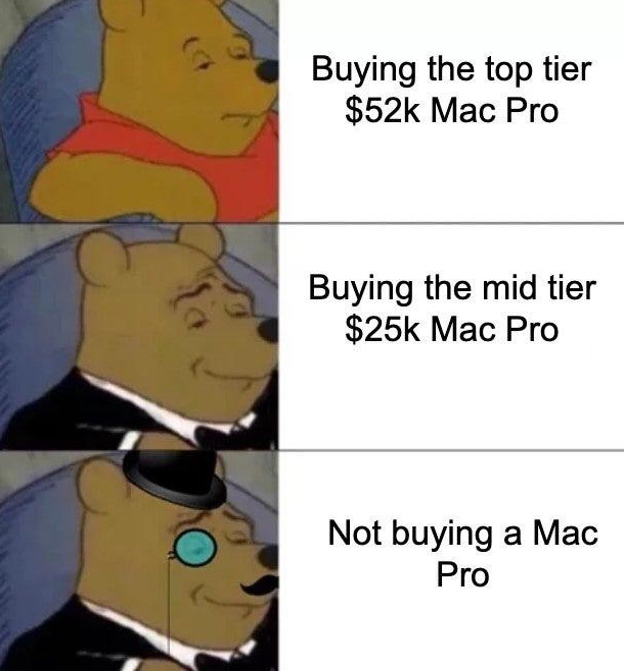 Buying the top tier
$52k Mac Pro
Buying the mid tier
$25k Mac Pro
Not buying a Mac
Pro